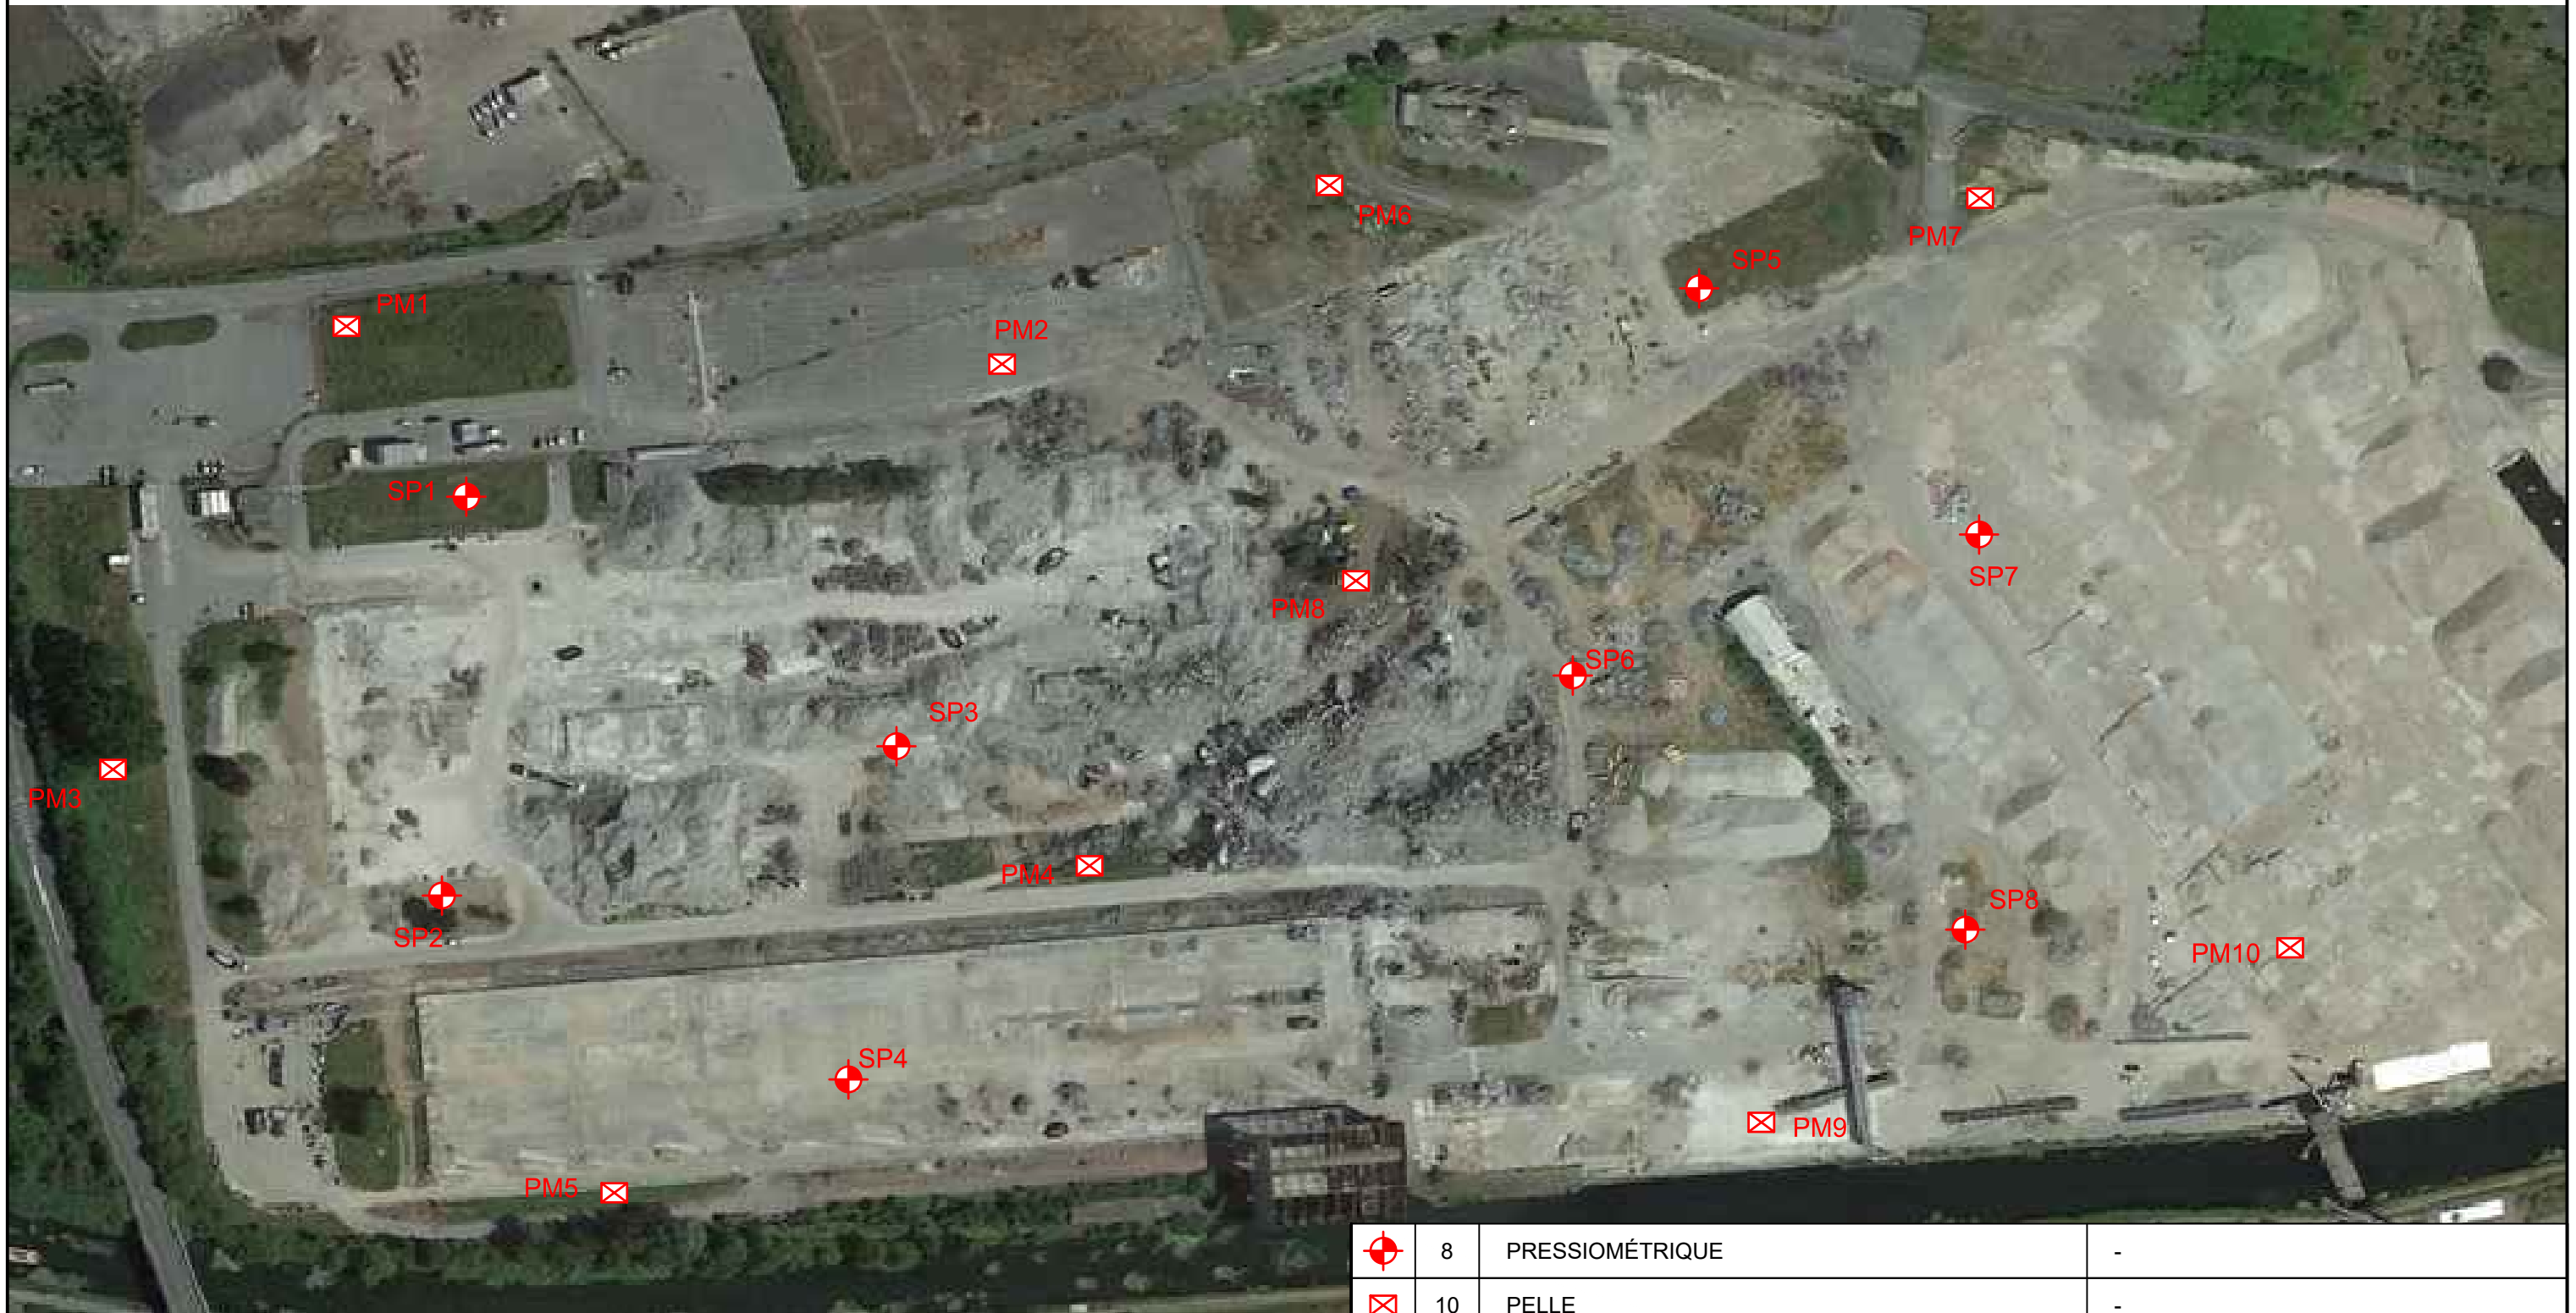 PM6
PM7
SP5
PM1
PM2
SP1
SP7
PM8
SP6
SP3
PM3
PM4
SP8
SP2
PM10
SP4
PM9
PM5
8 PRESSIOMÉTRIQUE -
10 PELLE -